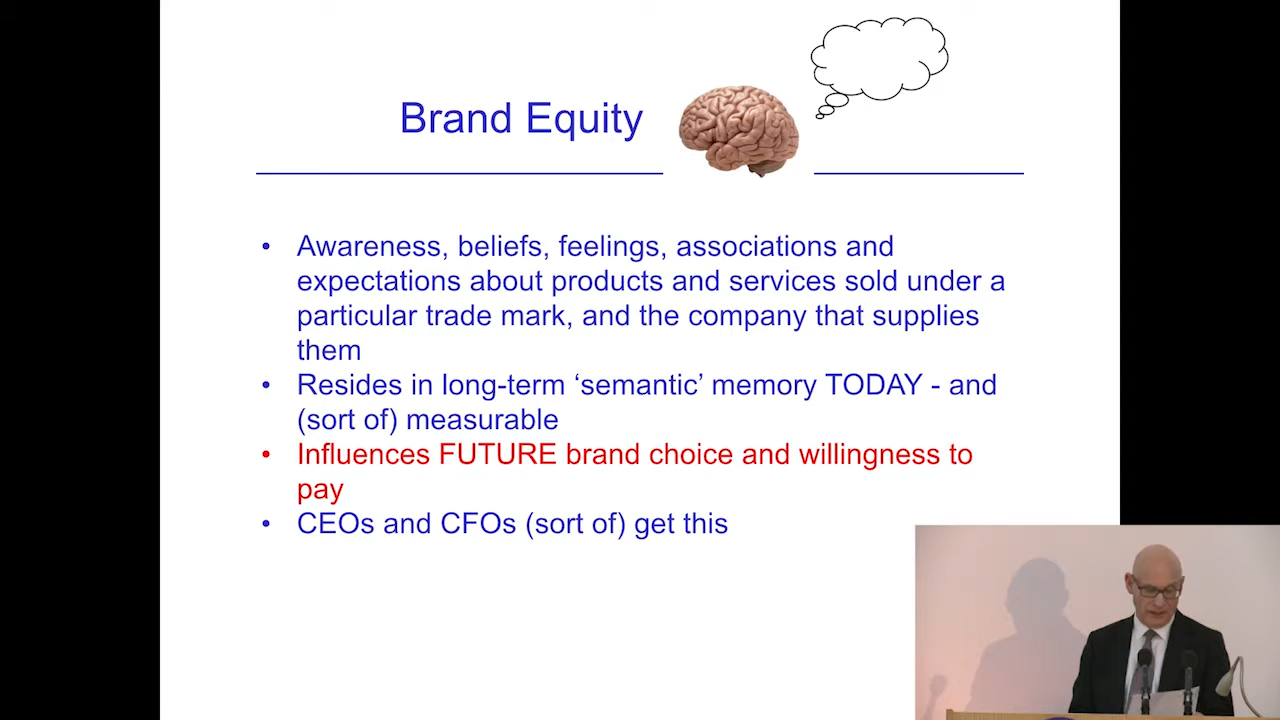 Brand Equity
• Awareness, beliefs, feelings, associations and
expectations about products and services sold under a
particular trade mark, and the company that supplies
them
• Resides in long-term ‘semantic’ memory TODAY - and
(sort of) measurable
• Influences FUTURE brand choice and willingness to
pay
• CEOs and CFOs (sort of) get this